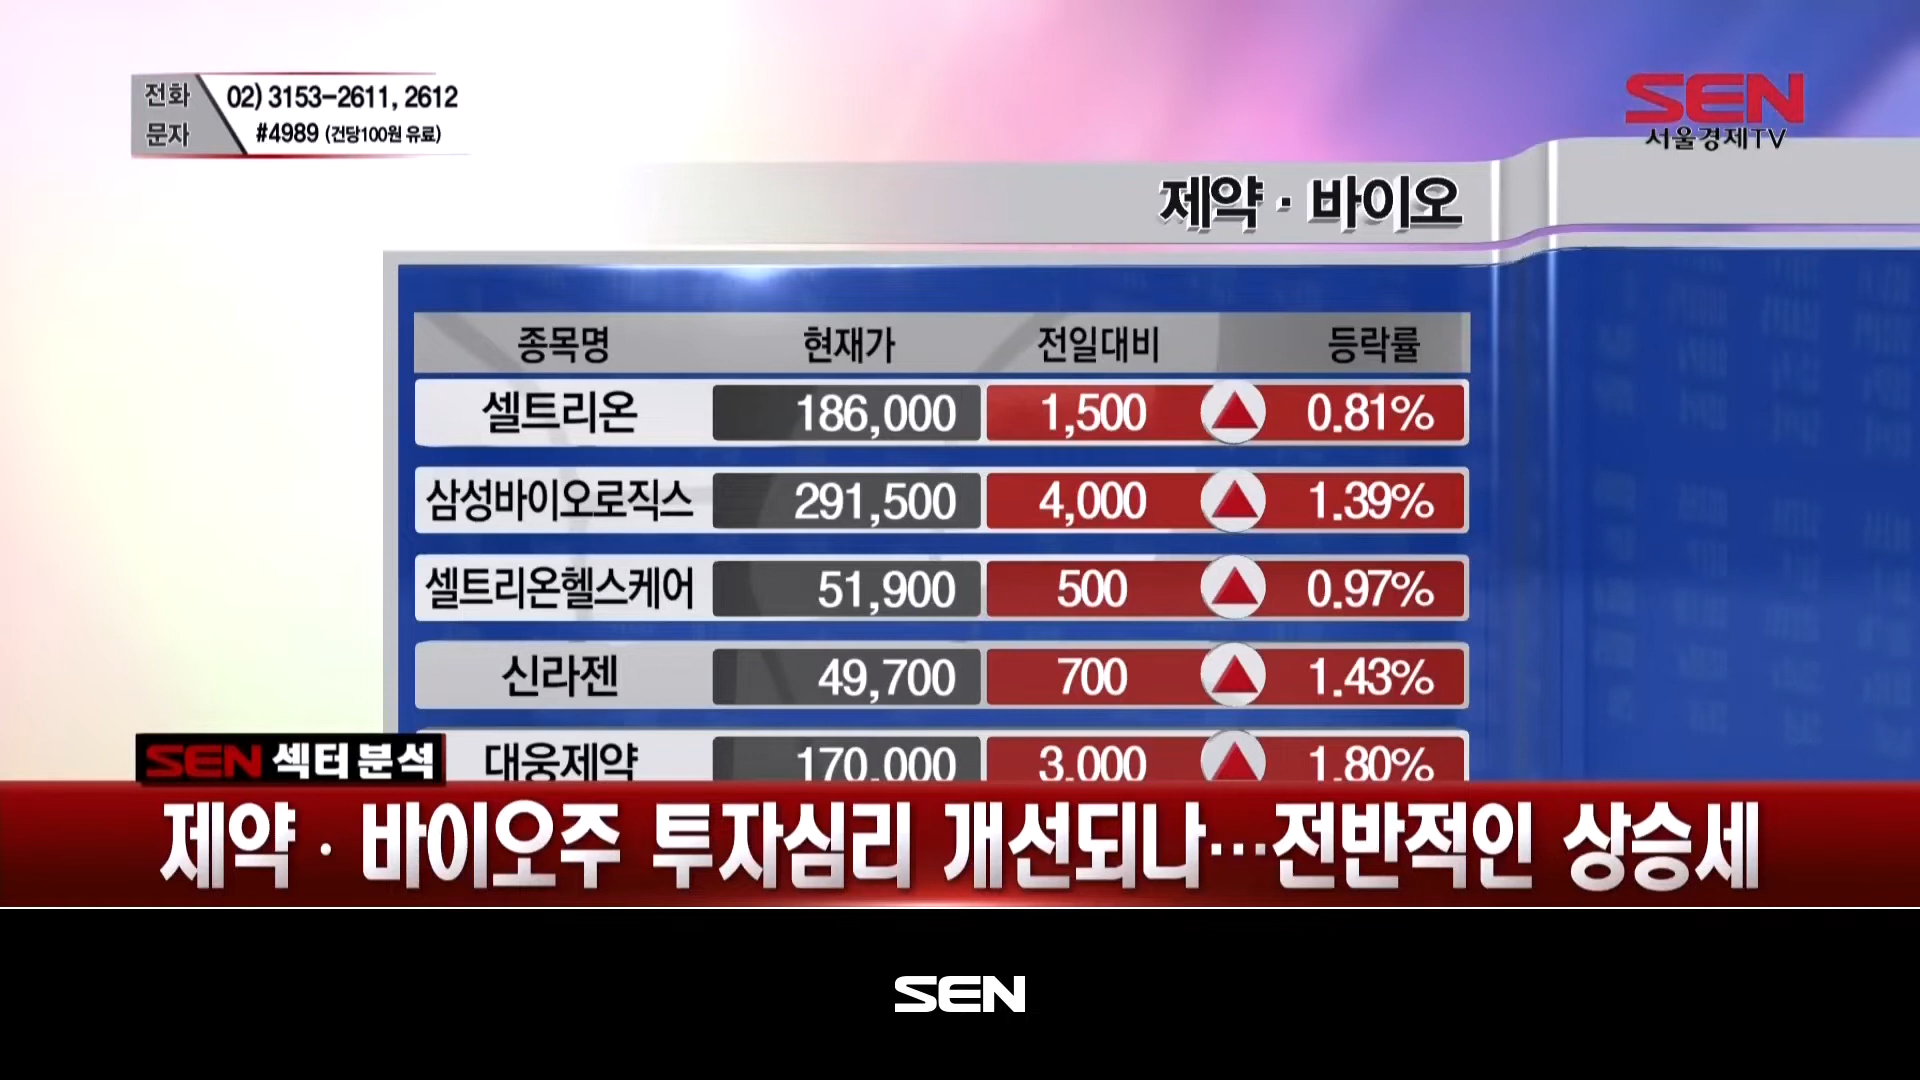 전화 02) 3153-2611, 2612
문자 #4989 (건당100원 유료)
SEN
서울경제TV
제약·바이오
종목명 현재가 전일대비 등락률
셀트리온 186,000 1,500 0.81%
삼성바이오로직스 291,500 4,000 1.39%
셀트리온헬스케어 51,900 500 0.97%
신라젠 49,700 700 1.43%
대웅제약 170,000 3,000 1.80%
SEN 섹터분석
제약·바이오주 투자심리 개선되나…전반적인 상승세
SEN